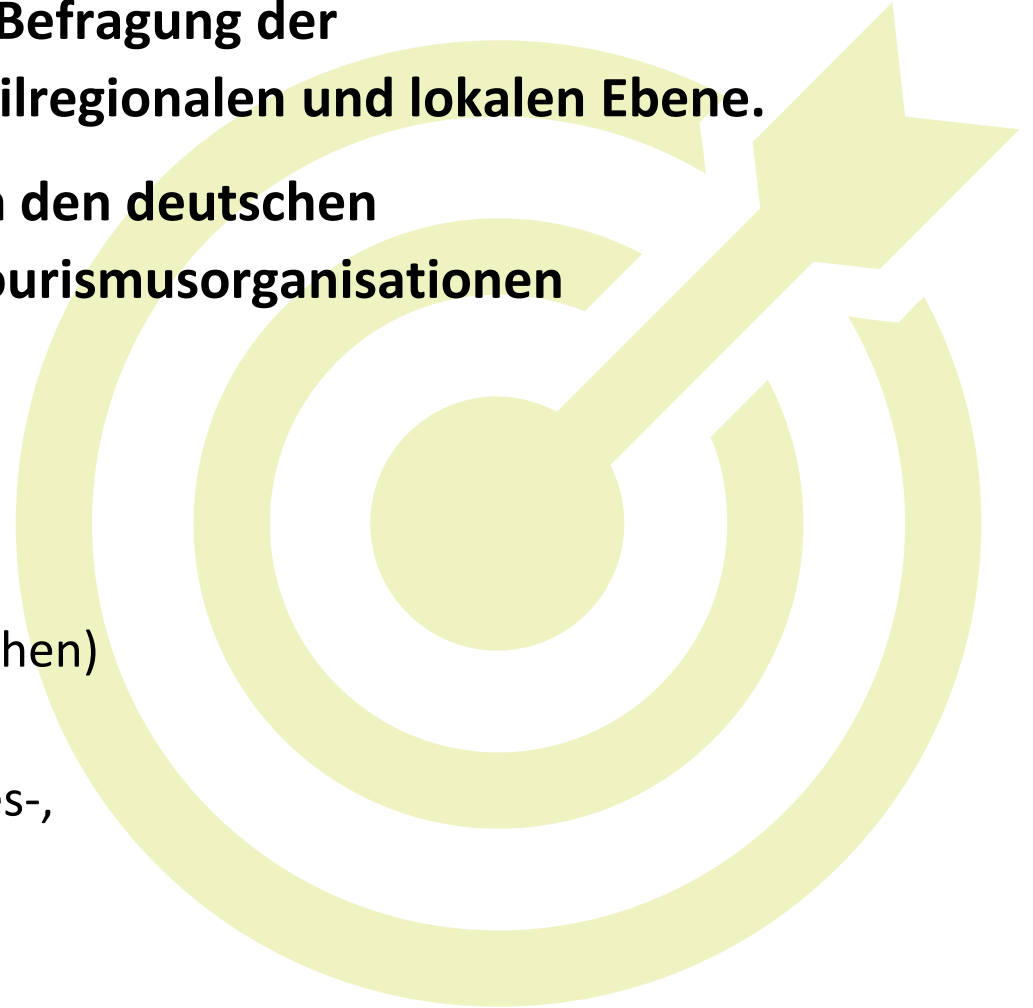 Befragung der
ilregionalen und lokalen Ebene.
den deutschen
ourismusorganisationen
hen)
s-,